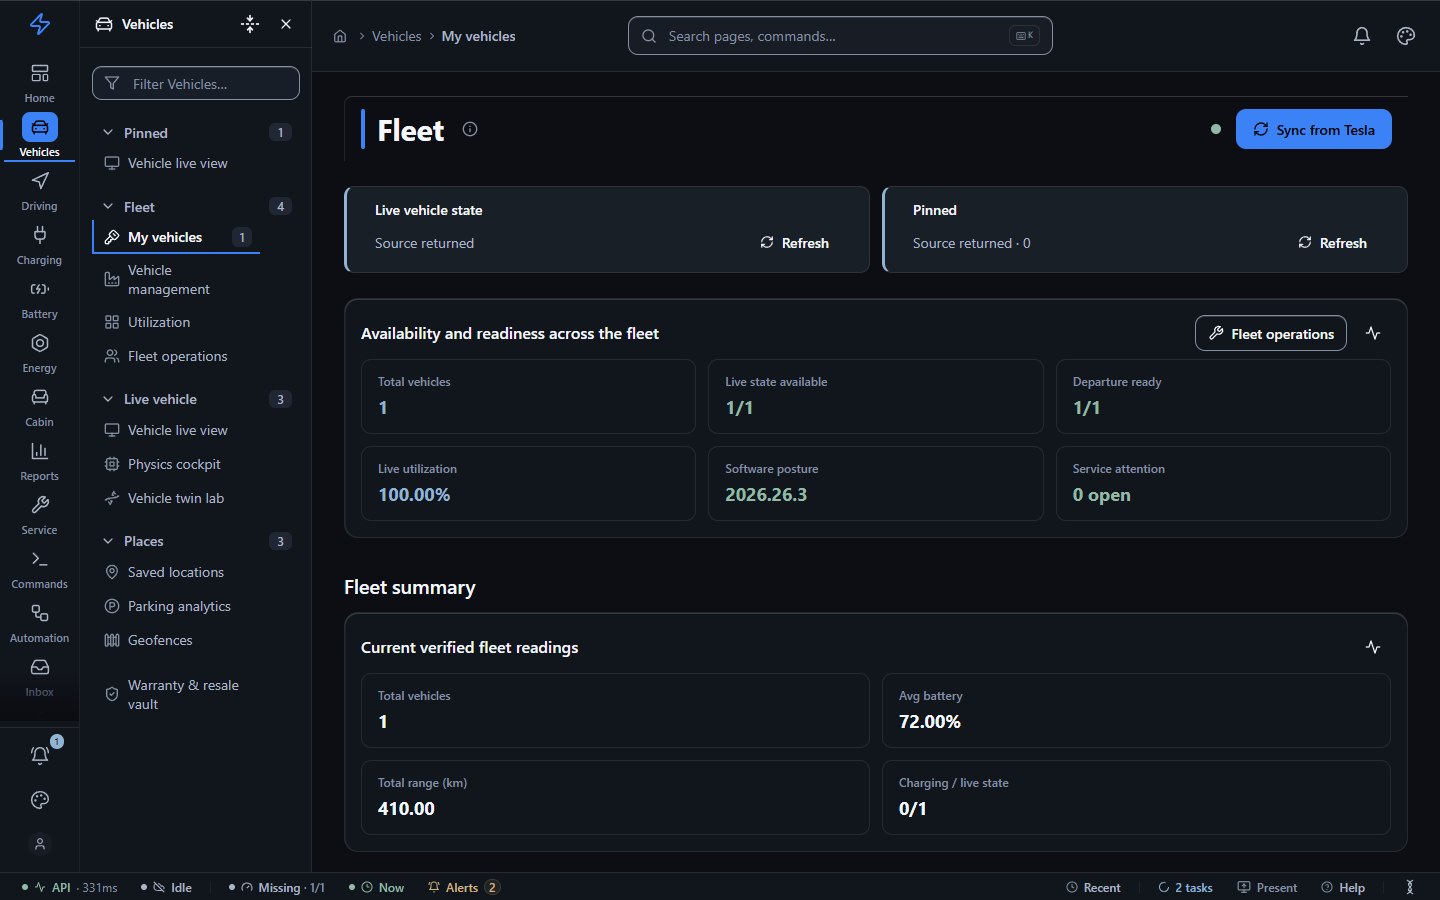 Vehicles
Vehicles
My vehicles
Search pages, commands...
K
Home
Vehicles
Driving
Charging
Battery
Energy
Cabin
Reports
Service
Commands
Automation
Inbox
1
Filter Vehicles...
Pinned 1
Vehicle live view
Fleet 4
My vehicles 1
Vehicle
management
Utilization
Fleet operations
Live vehicle 3
Vehicle live view
Physics cockpit
Vehicle twin lab
Places 3
Saved locations
Parking analytics
Geofences
Warranty & resale
vault
Fleet
Sync from Tesla
Live vehicle state
Source returned
Refresh
Pinned
Source returned · 0
Refresh
Availability and readiness across the fleet
Fleet operations
Total vehicles
1
Live state available
1/1
Departure ready
1/1
Live utilization
100.00%
Software posture
2026.26.3
Service attention
0 open
Fleet summary
Current verified fleet readings
Total vehicles
1
Avg battery
72.00%
Total range (km)
410.00
Charging / live state
0/1
API · 331ms
Idle
Missing · 1/1
Now
Alerts 2
Recent
2 tasks
Present
Help